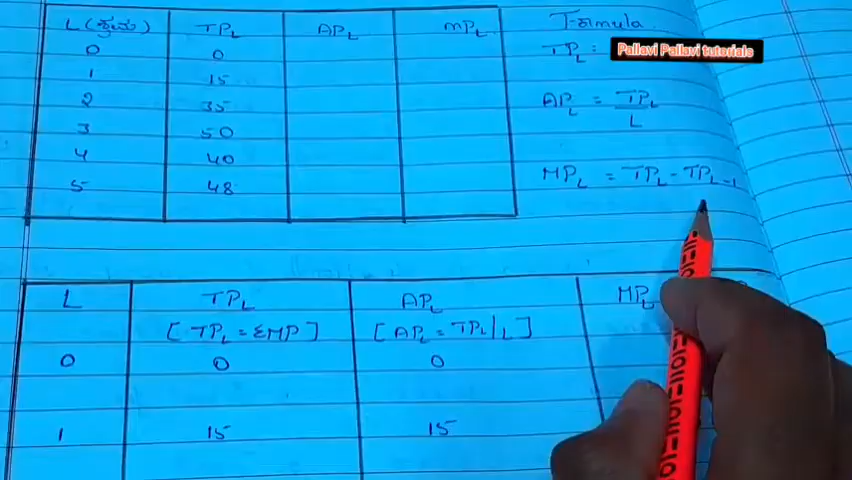 L (ಶ್ರಮ) TPL APL MPL
0 0
1 15
2 35
3 50
4 40
5 48
Formula
TPL =
Pallavi Pallavi tutorials
APL = TPL / L
MPL = TPL - TPL-1
L TPL APL MPL
[ TPL = ΣMP ] [ APL = TPL/L ]
0 0 0
1 15 15